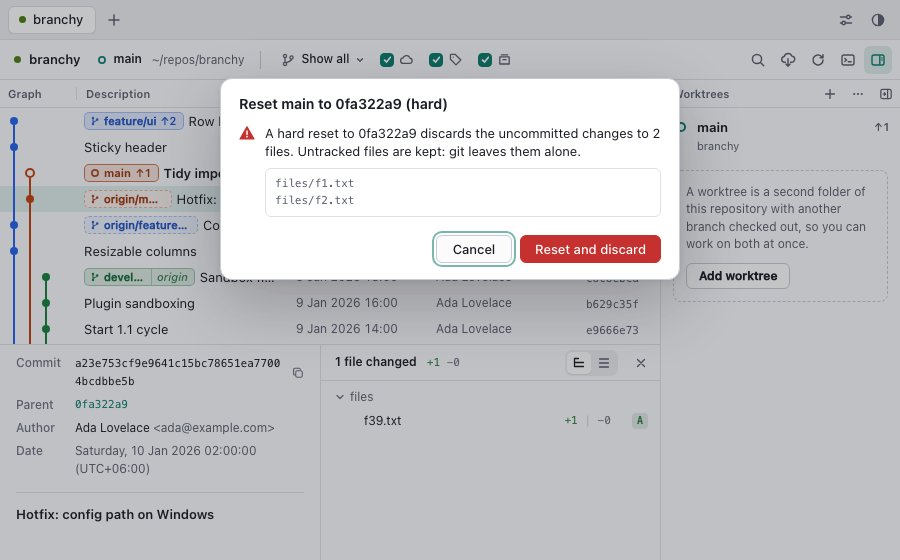 branchy
branchy main ~/repos/branchy Show all
Graph Description
Worktrees
feature/ui ↑2 Row
Sticky header
main ↑1 Tidy impo
origin/m... Hotfix:
origin/feature... Co
Resizable columns
devel... origin
Plugin sandboxing 9 Jan 2026 16:00 Ada Lovelace b629c35f
Start 1.1 cycle 9 Jan 2026 14:00 Ada Lovelace e9666e73
Reset main to 0fa322a9 (hard)
A hard reset to 0fa322a9 discards the uncommitted changes to 2
files. Untracked files are kept: git leaves them alone.
files/f1.txt
files/f2.txt
Cancel Reset and discard
main ↑1
branchy
A worktree is a second folder of
this repository with another
branch checked out, so you can
work on both at once.
Add worktree
Commit a23e753cf9e9641c15bc78651ea7700
4bcdbbe5b
Parent 0fa322a9
Author Ada Lovelace <ada@example.com>
Date Saturday, 10 Jan 2026 02:00:00
(UTC+06:00)
Hotfix: config path on Windows
1 file changed +1 −0
files
f39.txt +1 −0 A